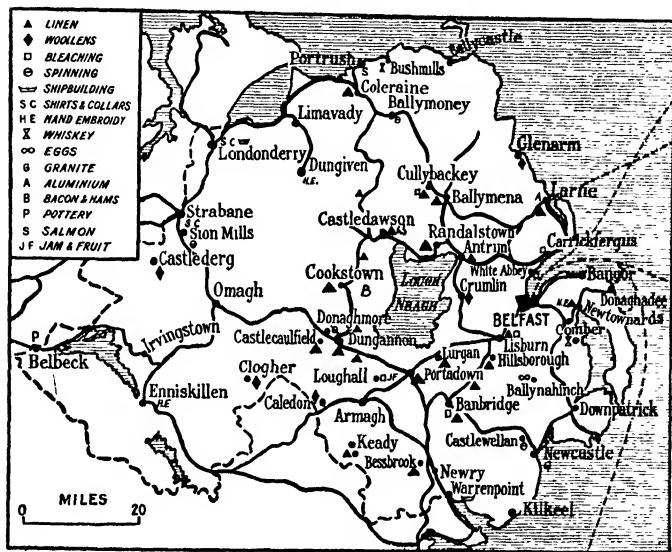 LINEN
WOOLLENS
BLEACHING
SPINNING
SHIPBUILDING
S C SHIRTS & COLLARS
H E HAND EMBROIDY
WHISKEY
EGGS
G GRANITE
A ALUMINIUM
B BACON & HAMS
P POTTERY
S SALMON
J F JAM & FRUIT
Portrush
S
Bushmills
Ballycastle
Coleraine
Ballymoney
Limavady
S C
Londonderry
Dungiven
H.E.
Glenarm
Cullybackey
Ballymena
A
Larne
Strabane
S C
Sion Mills
Castledawson
Randalstown
Antrim
Carrickfergus
White Abbey
Castlederg
Cookstown
B
LOUGH
NEAGH
Crumlin
Bangor
Donaghadee
Omagh
BELFAST
H.E.
Newtownards
Donaghmore
Comber
Irvingstown
Castlecaulfield
Dungannon
Lisburn
P
Belbeck
Lurgan
Hillsborough
Clogher
Loughall
J F
Portadown
Ballynahinch
Enniskillen
H.E
Caledon
Armagh
Banbridge
Downpatrick
Keady
Castlewellan
Bessbrook
Newry
Newcastle
Warrenpoint
MILES
0 20
Kilkeel